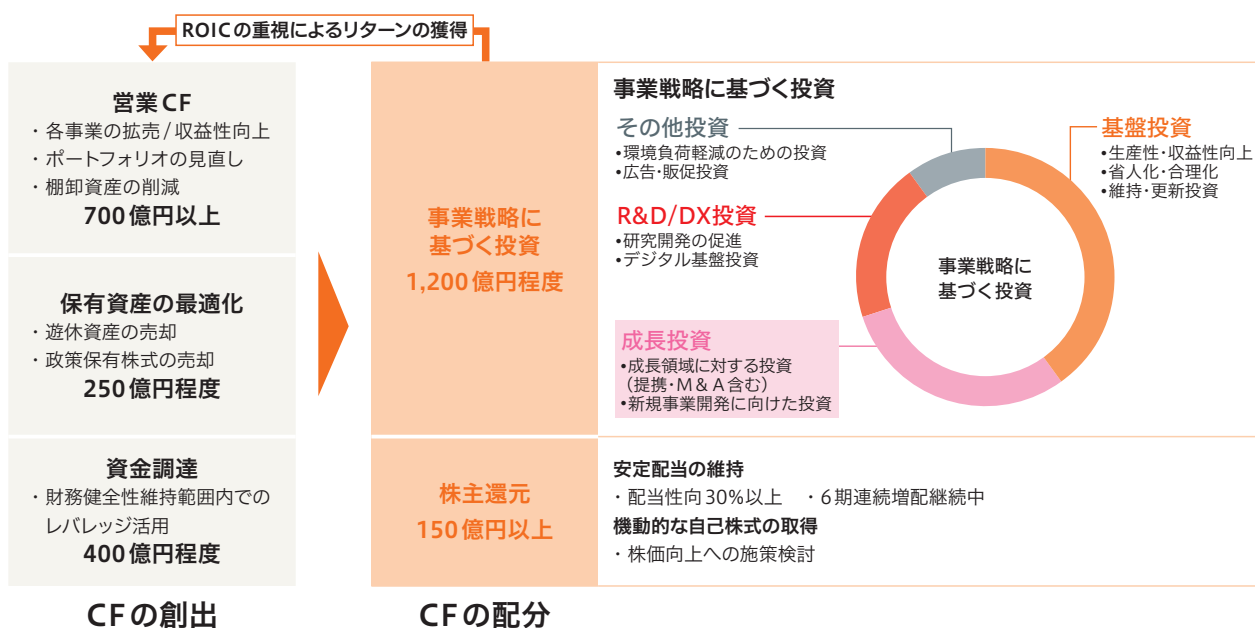 ROICの重視によるリターンの獲得
営業CF
・各事業の拡売/収益性向上
・ポートフォリオの見直し
・棚卸資産の削減
700億円以上
保有資産の最適化
・遊休資産の売却
・政策保有株式の売却
250億円程度
資金調達
・財務健全性維持範囲内での
レバレッジ活用
400億円程度
CFの創出
事業戦略に
基づく投資
1,200億円程度
株主還元
150億円以上
CFの配分
事業戦略に基づく投資
その他投資
•環境負荷軽減のための投資
•広告・販促投資
R&D/DX投資
•研究開発の促進
•デジタル基盤投資
成長投資
•成長領域に対する投資
(提携・M&A含む)
•新規事業開発に向けた投資
事業戦略に
基づく投資
基盤投資
•生産性・収益性向上
•省人化・合理化
•維持・更新投資
安定配当の維持
・配当性向30%以上 ・6期連続増配継続中
機動的な自己株式の取得
・株価向上への施策検討